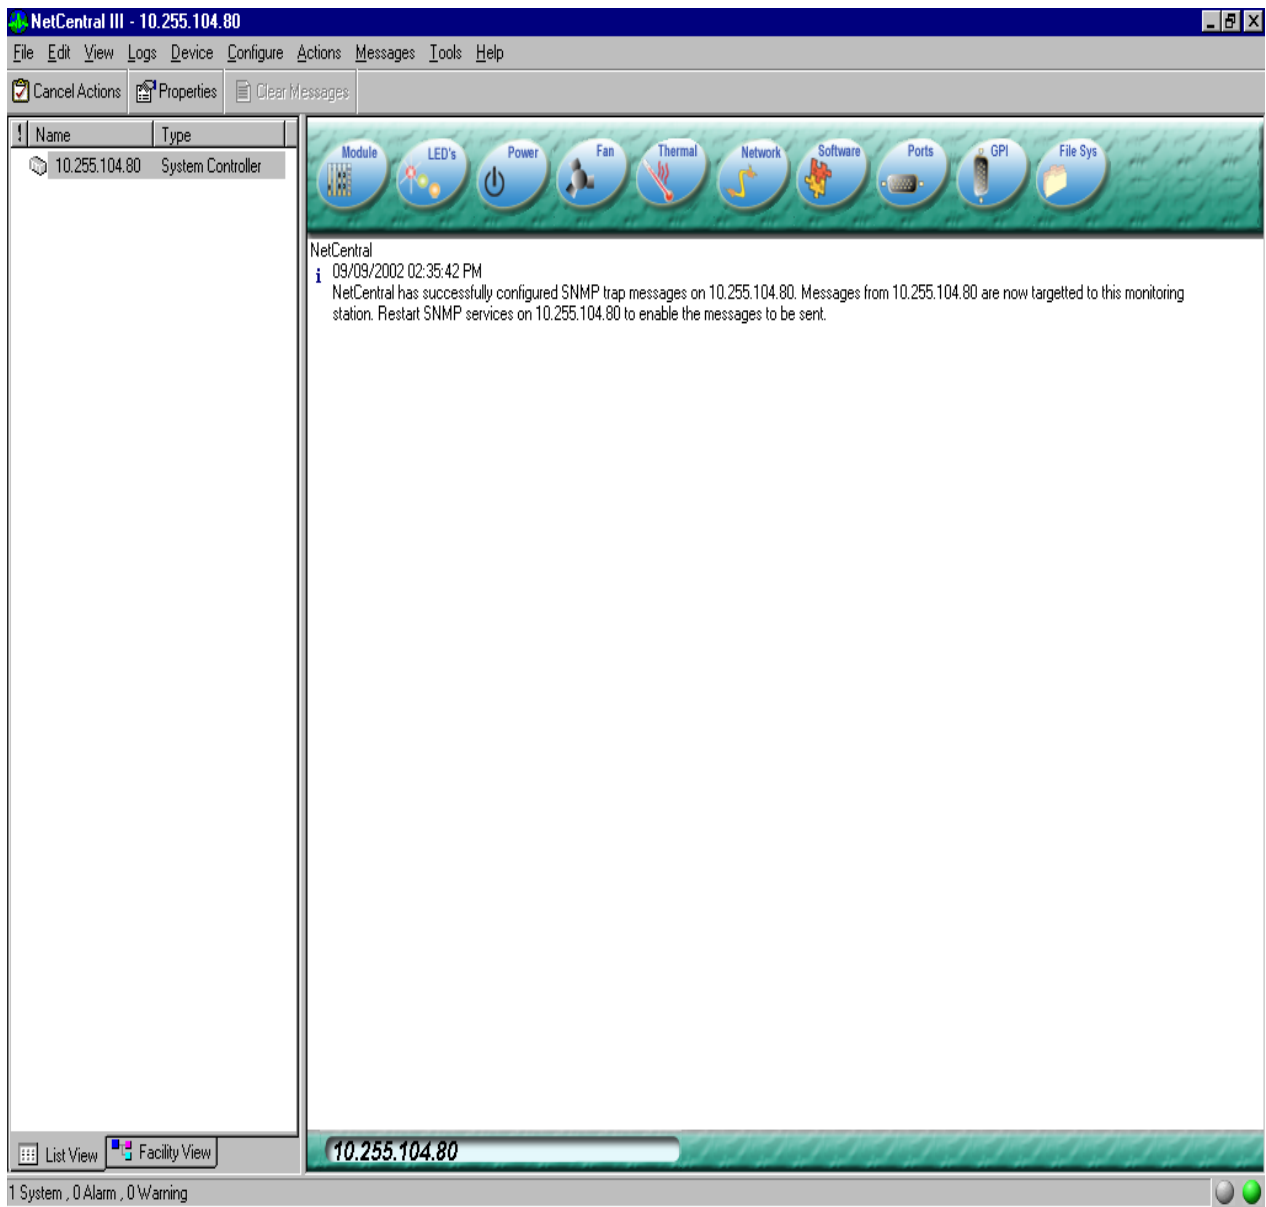 NetCentral III - 10.255.104.80
File Edit View Logs Device Configure Actions Messages Tools Help
Cancel Actions Properties Clear Messages
! Name Type
10.255.104.80 System Controller
Module LED's Power Fan Thermal Network Software Ports GPI File Sys
NetCentral
i 09/09/2002 02:35:42 PM
NetCentral has successfully configured SNMP trap messages on 10.255.104.80. Messages from 10.255.104.80 are now targetted to this monitoring
station. Restart SNMP services on 10.255.104.80 to enable the messages to be sent.
List View Facility View
10.255.104.80
1 System , 0 Alarm , 0 Warning